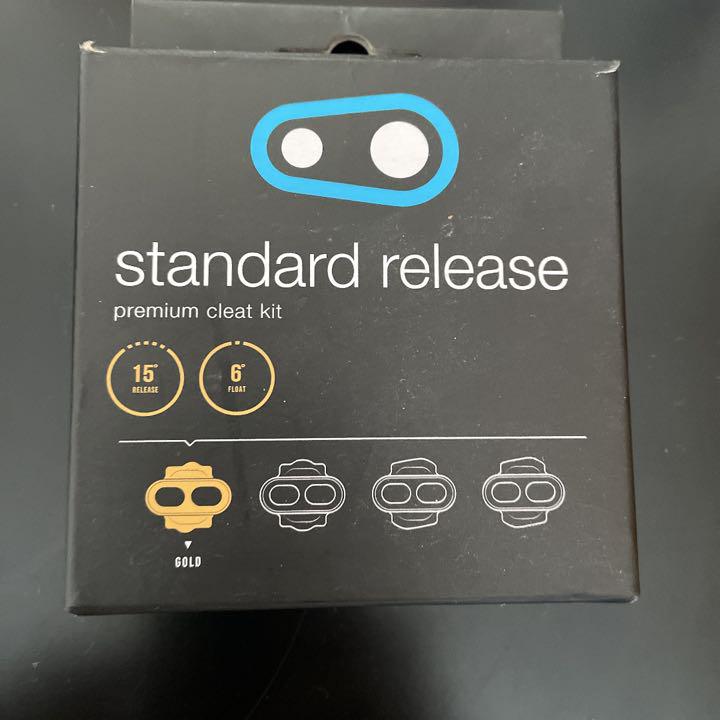 standard release
premium cleat kit
15°
RELEASE
6°
FLOAT
GOLD